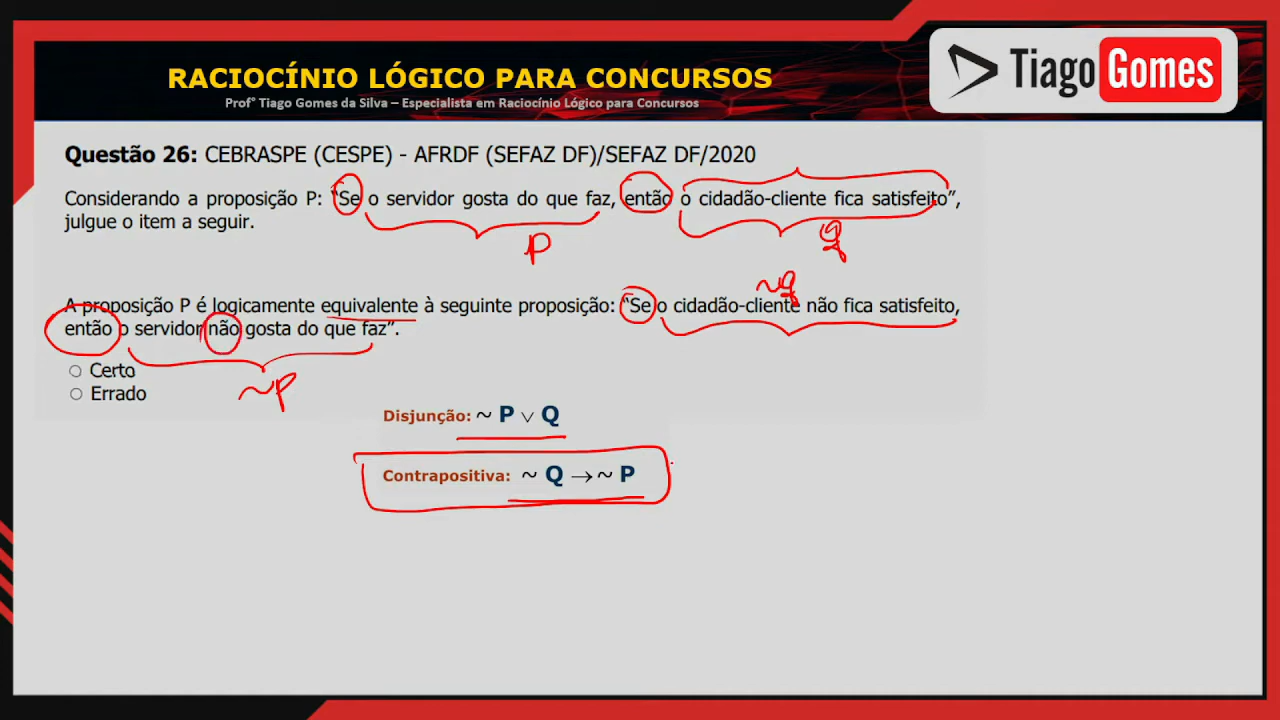 RACIOCÍNIO LÓGICO PARA CONCURSOS
Prof° Tiago Gomes da Silva – Especialista em Raciocínio Lógico para Concursos
Tiago Gomes
Questão 26: CEBRASPE (CESPE) - AFRDF (SEFAZ DF)/SEFAZ DF/2020
Considerando a proposição P: “Se o servidor gosta do que faz, então o cidadão-cliente fica satisfeito”,
julgue o item a seguir.
P
q
~q
A proposição P é logicamente equivalente à seguinte proposição: “Se o cidadão-cliente não fica satisfeito,
então o servidor não gosta do que faz”.
Certo
~P
Errado
Disjunção: ~ P ∨ Q
Contrapositiva: ~ Q → ~ P